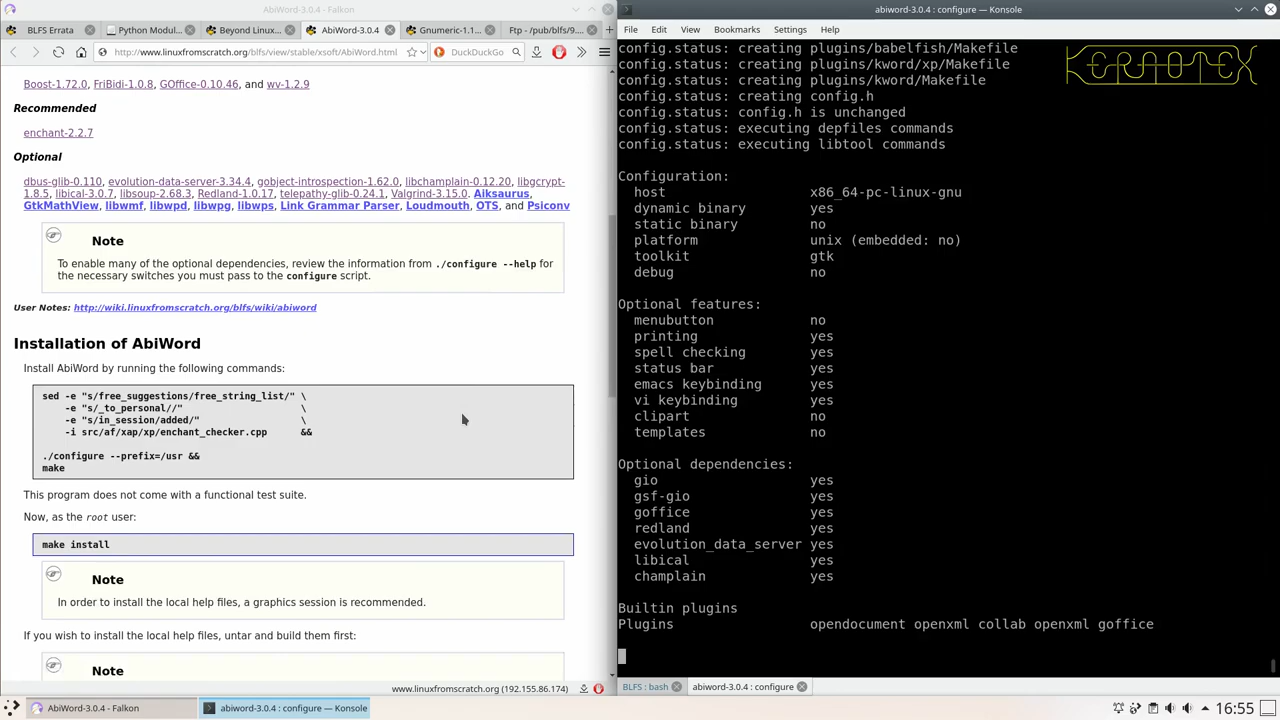 AbiWord-3.0.4 - Falkon
abiword-3.0.4 : configure — Konsole
BLFS Errata
Python Modul...
Beyond Linux...
AbiWord-3.0.4
Gnumeric-1.1...
Ftp - /pub/blfs/9....
File Edit View Bookmarks Settings Help
http://www.linuxfromscratch.org/blfs/view/stable/xsoft/AbiWord.html
DuckDuckGo
Boost-1.72.0, FriBidi-1.0.8, GOffice-0.10.46, and wv-1.2.9
Recommended
enchant-2.2.7
Optional
dbus-glib-0.110, evolution-data-server-3.34.4, gobject-introspection-1.62.0, libchamplain-0.12.20, libgcrypt-
1.8.5, libical-3.0.7, libsoup-2.68.3, Redland-1.0.17, telepathy-glib-0.24.1, Valgrind-3.15.0, Aiksaurus,
GtkMathView, libwmf, libwpd, libwpg, libwps, Link Grammar Parser, Loudmouth, OTS, and Psiconv
Note
To enable many of the optional dependencies, review the information from ./configure --help for
the necessary switches you must pass to the configure script.
User Notes: http://wiki.linuxfromscratch.org/blfs/wiki/abiword
Installation of AbiWord
Install AbiWord by running the following commands:
sed -e "s/free_suggestions/free_string_list/" \
-e "s/_to_personal//" \
-e "s/in_session/added/" \
-i src/af/xap/xp/enchant_checker.cpp &&
./configure --prefix=/usr &&
make
This program does not come with a functional test suite.
Now, as the root user:
make install
Note
In order to install the local help files, a graphics session is recommended.
If you wish to install the local help files, untar and build them first:
Note
www.linuxfromscratch.org (192.155.86.174)
config.status: creating plugins/babelfish/Makefile
config.status: creating plugins/kword/xp/Makefile
config.status: creating plugins/kword/Makefile
config.status: creating config.h
config.status: config.h is unchanged
config.status: executing depfiles commands
config.status: executing libtool commands
KERAOTEX
Configuration:
host x86_64-pc-linux-gnu
dynamic binary yes
static binary no
platform unix (embedded: no)
toolkit gtk
debug no
Optional features:
menubutton no
printing yes
spell checking yes
status bar yes
emacs keybinding yes
vi keybinding yes
clipart no
templates no
Optional dependencies:
gio yes
gsf-gio yes
goffice yes
redland yes
evolution_data_server yes
libical yes
champlain yes
Builtin plugins
Plugins opendocument openxml collab openxml goffice
BLFS : bash
abiword-3.0.4 : configure
AbiWord-3.0.4 - Falkon
abiword-3.0.4 : configure — Konsole
16:55